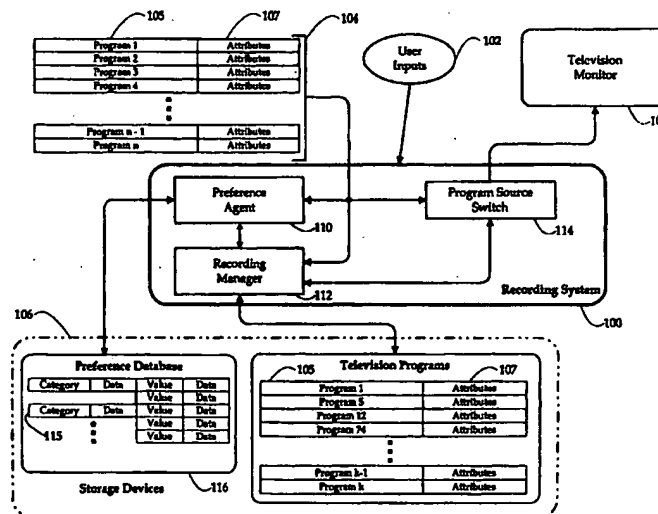 105
107
104
102
Program 1 Attributes
Program 2 Attributes
Program 3 Attributes
Program 4 Attributes
Program n - 1 Attributes
Program n Attributes
User
Inputs
Television
Monitor
Preference
Agent
110
Program Source
Switch
114
Recording
Manager
112
Recording System
100
106
Preference Database
Category Data Value Data
Value Data
Category Data Value Data
Value Data
Value Data
115
116
Storage Devices
Television Programs
105
107
Program 1 Attributes
Program 5 Attributes
Program 12 Attributes
Program 74 Attributes
Program k-1 Attributes
Program k Attributes